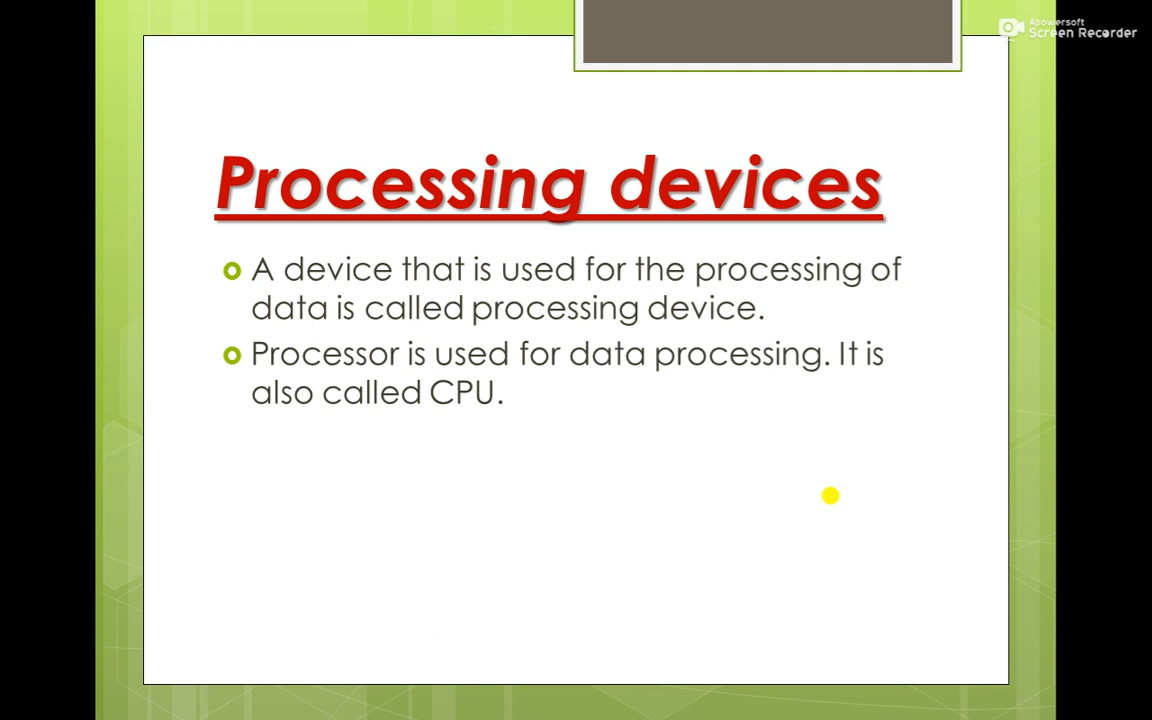 Apowersoft
Screen Recorder
Processing devices
A device that is used for the processing of
data is called processing device.
Processor is used for data processing. It is
also called CPU.